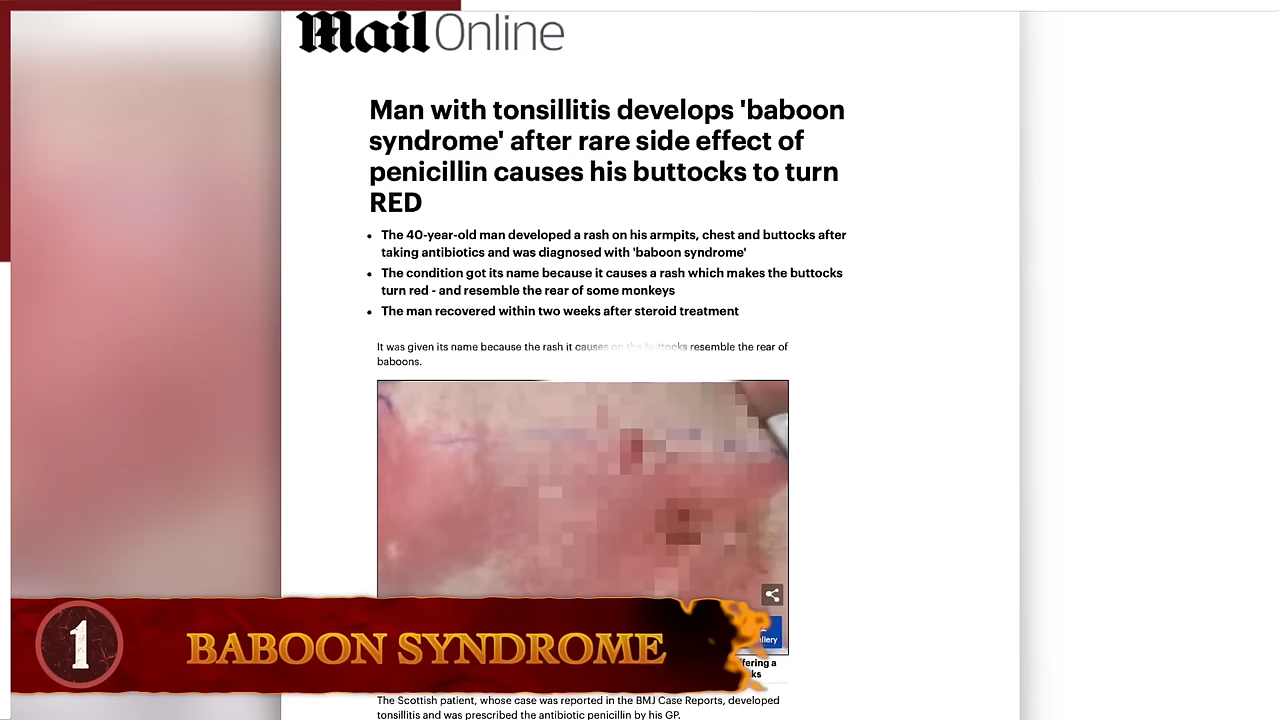 Mail Online
Man with tonsillitis develops 'baboon
syndrome' after rare side effect of
penicillin causes his buttocks to turn
RED
• The 40-year-old man developed a rash on his armpits, chest and buttocks after
taking antibiotics and was diagnosed with 'baboon syndrome'
• The condition got its name because it causes a rash which makes the buttocks
turn red - and resemble the rear of some monkeys
• The man recovered within two weeks after steroid treatment
It was given its name because the rash it causes on the buttocks resemble the rear of
baboons.
1 BABOON SYNDROME
a
The Scottish patient, whose case was reported in the BMJ Case Reports, developed
tonsillitis and was prescribed the antibiotic penicillin by his GP.